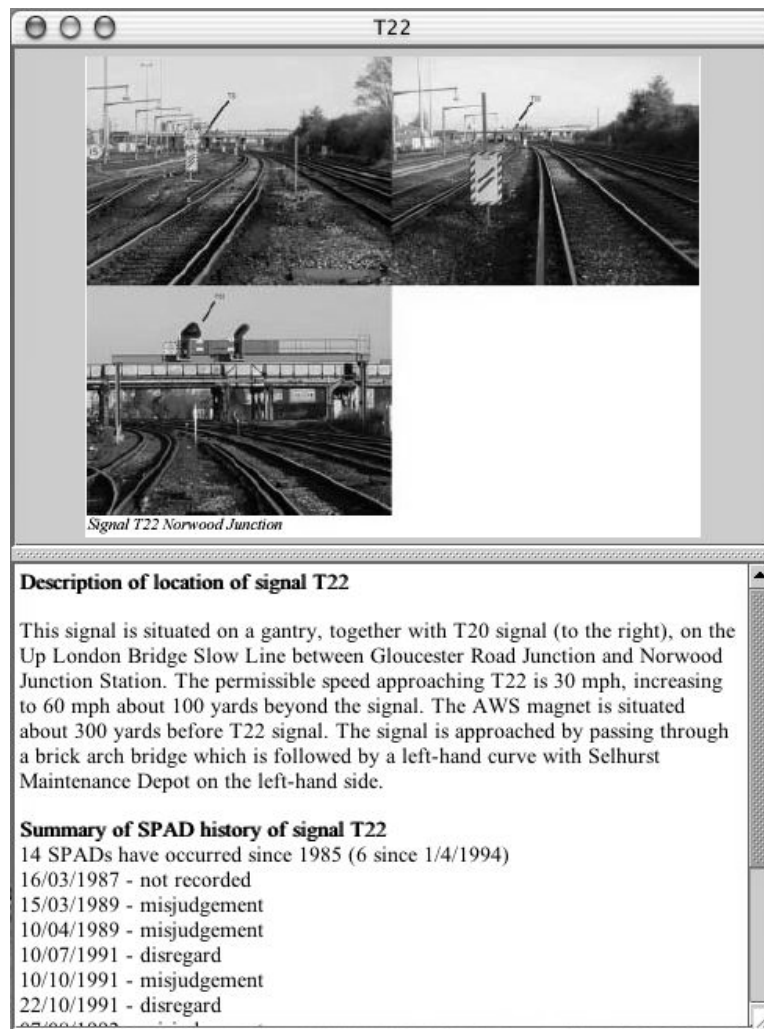 T22
Signal T22 Norwood Junction
Description of location of signal T22
This signal is situated on a gantry, together with T20 signal (to the right), on the
Up London Bridge Slow Line between Gloucester Road Junction and Norwood
Junction Station. The permissible speed approaching T22 is 30 mph, increasing
to 60 mph about 100 yards beyond the signal. The AWS magnet is situated
about 300 yards before T22 signal. The signal is approached by passing through
a brick arch bridge which is followed by a left-hand curve with Selhurst
Maintenance Depot on the left-hand side.
Summary of SPAD history of signal T22
14 SPADs have occurred since 1985 (6 since 1/4/1994)
16/03/1987 - not recorded
15/03/1989 - misjudgement
10/04/1989 - misjudgement
10/07/1991 - disregard
10/10/1991 - misjudgement
22/10/1991 - disregard